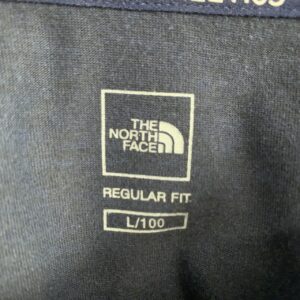 THE
NORTH
FACE
REGULAR FIT
L/100